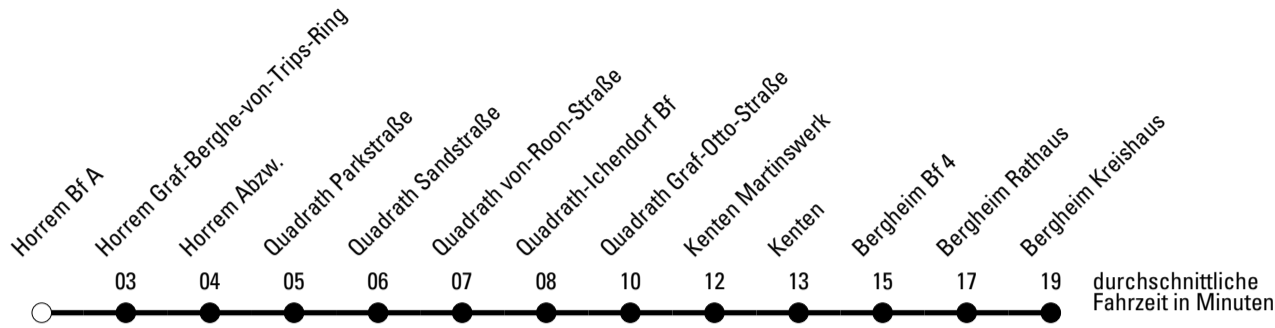 Horrem Bf A
Horrem Graf-Berghe-von-Trips-Ring
Horrem Abzw.
Quadrath Parkstraße
Quadrath Sandstraße
Quadrath von-Roon-Straße
Quadrath-Ichendorf Bf
Quadrath Graf-Otto-Straße
Kenten Martinswerk
Kenten
Bergheim Bf 4
Bergheim Rathaus
Bergheim Kreishaus
03 04 05 06 07 08 10 12 13 15 17 19
durchschnittliche
Fahrzeit in Minuten